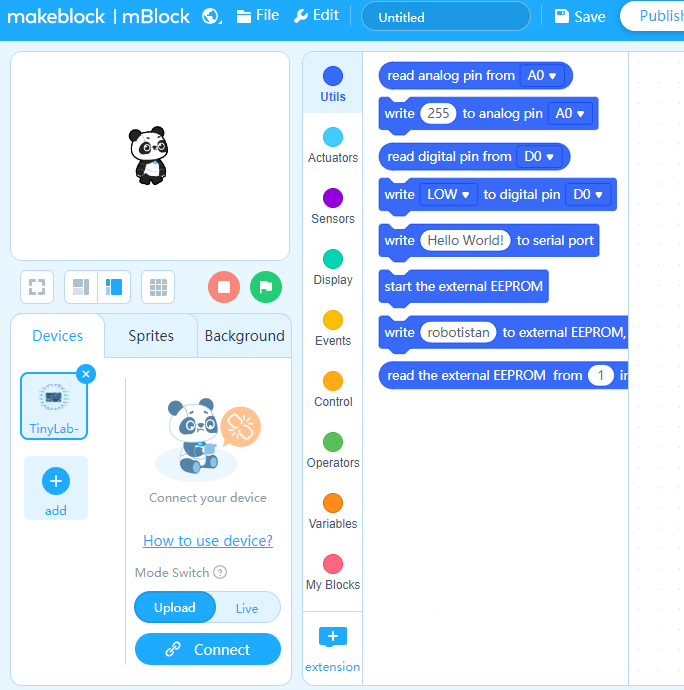 makeblock | mBlock File Edit Untitled Save Publish
read analog pin from A0
Utils
write 255 to analog pin A0
Actuators
read digital pin from D0
write LOW to digital pin D0
Sensors
write Hello World! to serial port
Display
start the external EEPROM
Events
write robotistan to external EEPROM,
read the external EEPROM from 1 in
Control
Operators
Variables
My Blocks
extension
Devices Sprites Background
TinyLab-
add
Connect your device
How to use device?
Mode Switch ?
Upload Live
Connect